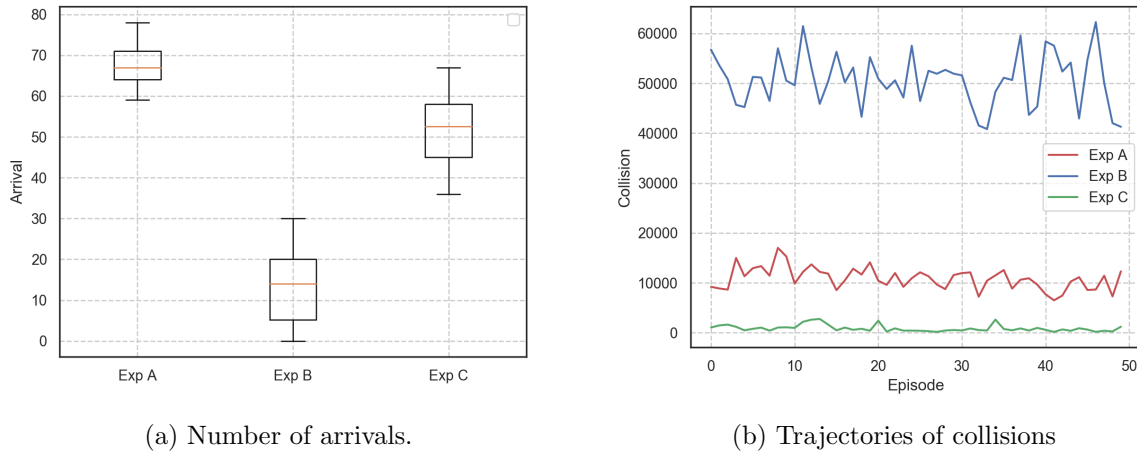 80
70
60
50
40
30
20
10
0
Arrival
Exp A
Exp B
Exp C
(a) Number of arrivals.
60000
50000
40000
30000
20000
10000
0
Collision
Exp A
Exp B
Exp C
0
10
20
30
40
50
Episode
(b) Trajectories of collisions